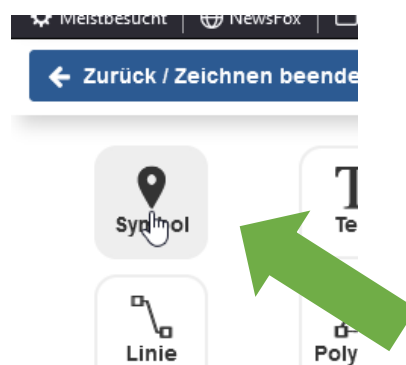 Meistbesucht NewsFox
Zurück / Zeichnen beende
Symbol Te
Linie Poly